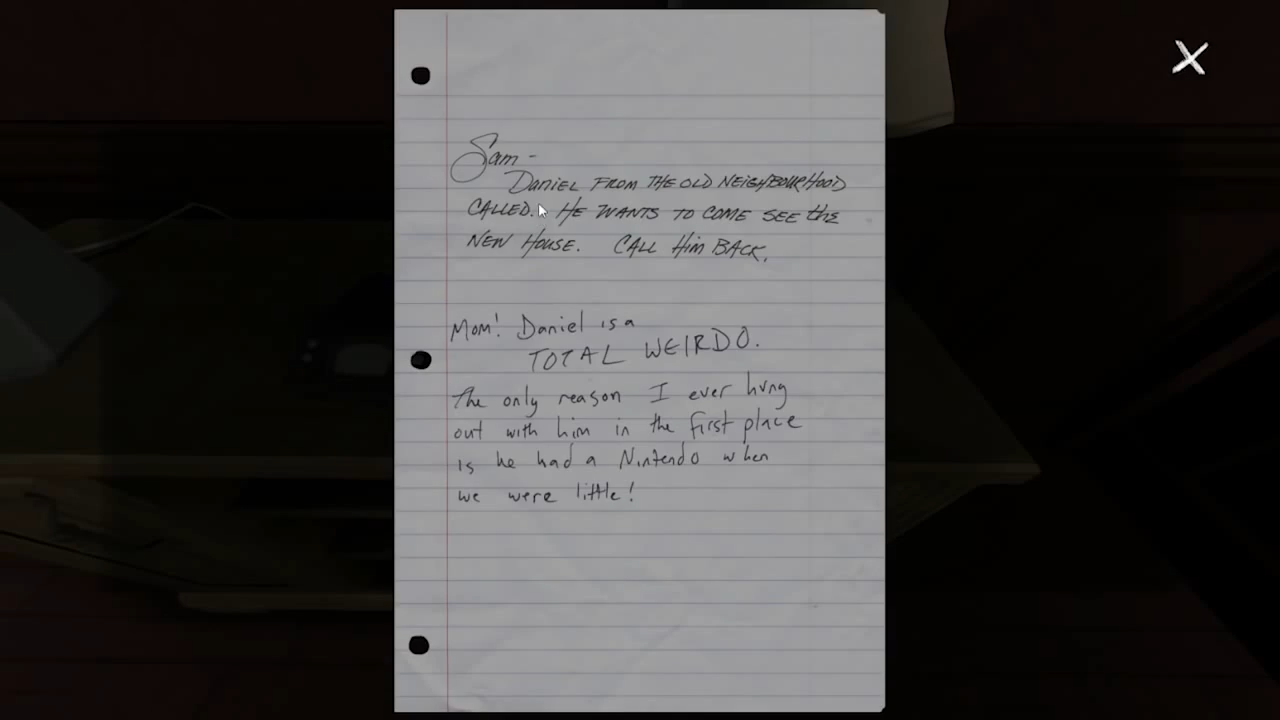 Sam -
DANIEL FROM THE OLD NEIGHBOURHOOD
CALLED. HE WANTS TO COME SEE the
NEW HOUSE. CALL HIM BACK.
Mom! Daniel is a
TOTAL WEIRDO.
The only reason I ever hung
out with him in the first place
is he had a Nintendo when
we were little!